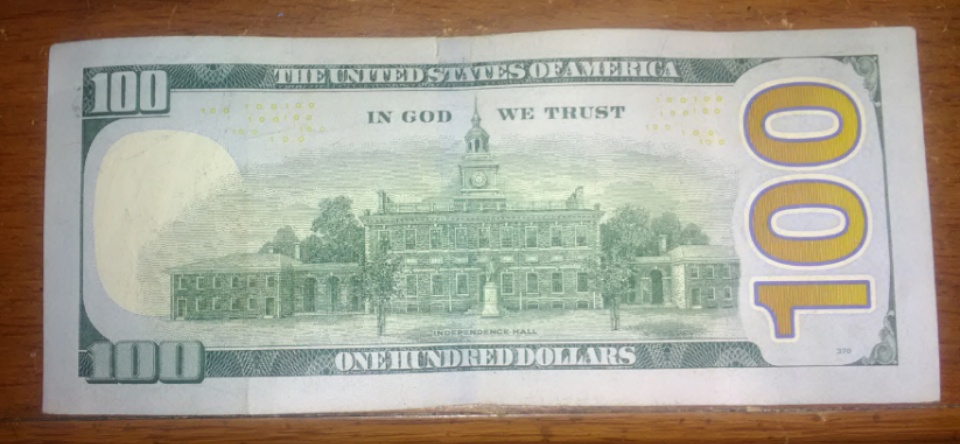 100
THE UNITED STATES OF AMERICA
IN GOD WE TRUST
100
INDEPENDENCE HALL
100
ONE HUNDRED DOLLARS